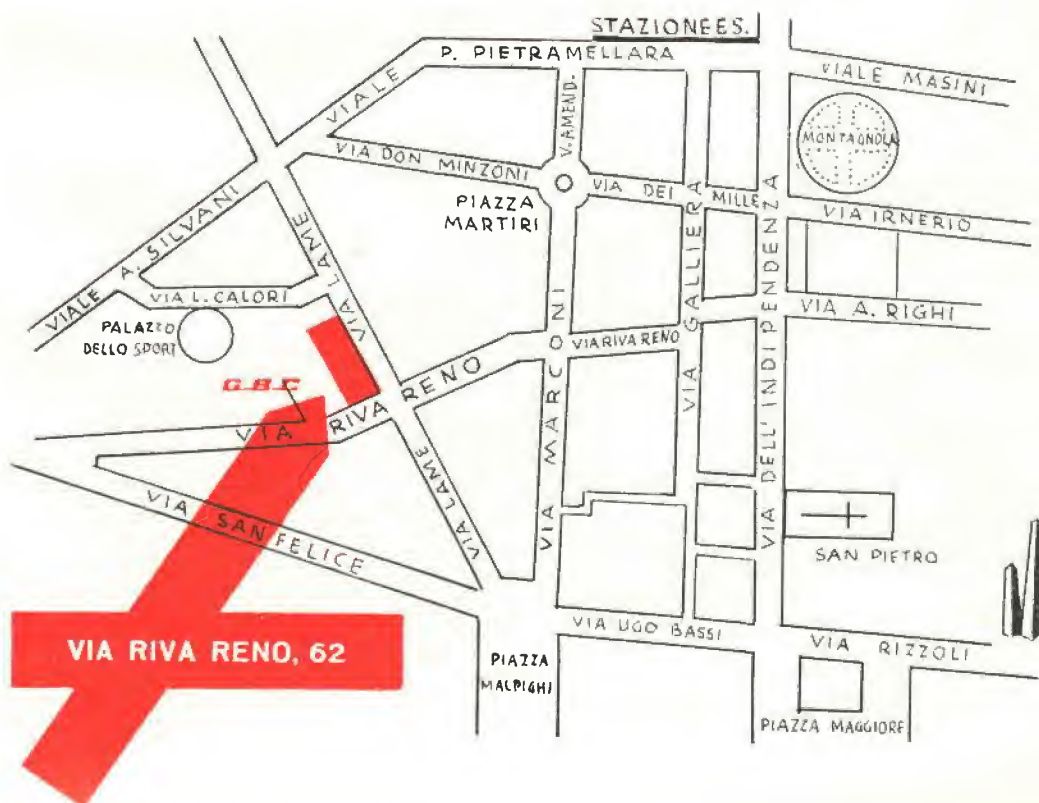 STAZIONE ES.
P. PIETRAMELLARA
VIALE
VIALE MASINI
V. AMEND.
MONTAGNOLA
VIA DON MINZONI
VIA DEI MILLE
PIAZZA
MARTIRI
VIA IRNERIO
VIALE A. SILVANI
VIA LAME
VIA L. CALORI
VIA GALLIERA
VIA DELL'INDIPENDENZA
VIA A. RIGHI
PALAZZO
DELLO SPORT
VIA MARCONI
VIA RIVA RENO
G.B.C
VIA RIVA RENO
VIA LAME
VIA SAN FELICE
SAN PIETRO
VIA UGO BASSI
VIA RIZZOLI
VIA RIVA RENO, 62
PIAZZA
MALPIGHI
PIAZZA MAGGIORE